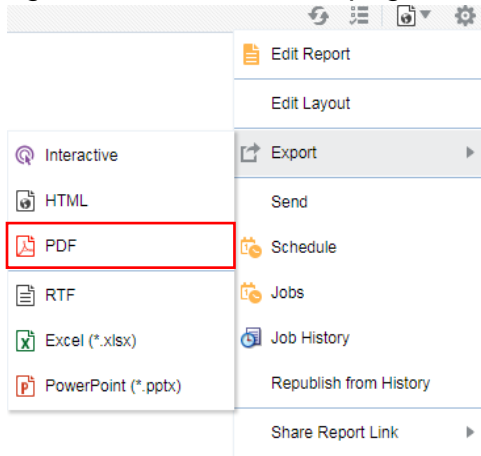 Edit Report
Edit Layout
Export
Interactive
HTML
PDF
RTF
Excel (*.xlsx)
PowerPoint (*.pptx)
Send
Schedule
Jobs
Job History
Republish from History
Share Report Link